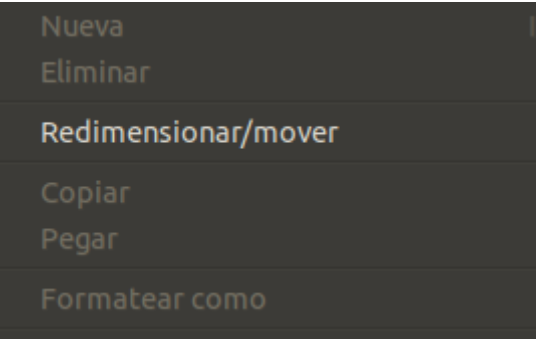 Nueva
Eliminar
Redimensionar/mover
Copiar
Pegar
Formatear como